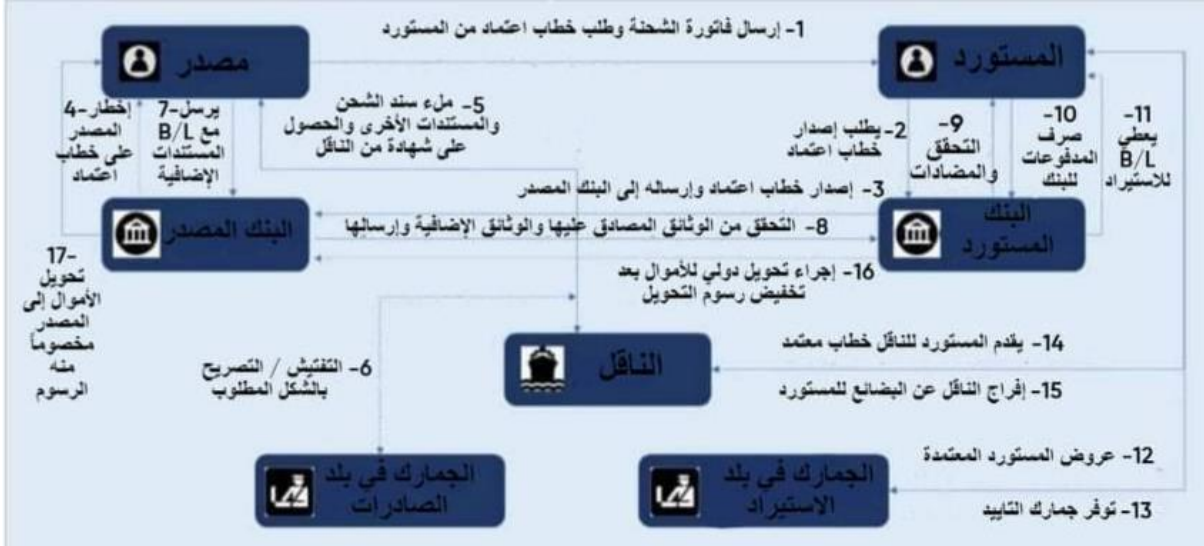 1- إرسال فاتورة الشحنة وطلب خطاب اعتماد من المستورد
مصدر
المستورد
4- إخطار
المصدر
على خطاب
اعتماد
7- يرسل
B/L مع
المستندات
الإضافية
5- ملء سند الشحن
والمستندات الأخرى والحصول
على شهادة من الناقل
2- يطلب إصدار
خطاب اعتماد
9-
التحقق
والمضادات
10-
صرف
المدفوعات
للبنك
11-
يعطي
B/L
للاستيراد
3- إصدار خطاب اعتماد وإرساله إلى البنك المصدر
البنك المصدر
البنك
المستورد
8- التحقق من الوثائق المصادق عليها والوثائق الإضافية وإرسالها
17-
تحويل
الأموال إلى
المصدر
مخصوماً
منه
الرسوم
16- إجراء تحويل دولي للأموال بعد
تخفيض رسوم التحويل
14- يقدم المستورد للناقل خطاب معتمد
الناقل
6- التفتيش / التصريح
بالشكل المطلوب
15- إفراج الناقل عن البضائع للمستورد
12- عروض المستورد المعتمدة
الجمارك في بلد
الصادرات
الجمارك في بلد
الاستيراد
13- توفر جمارك التاييد